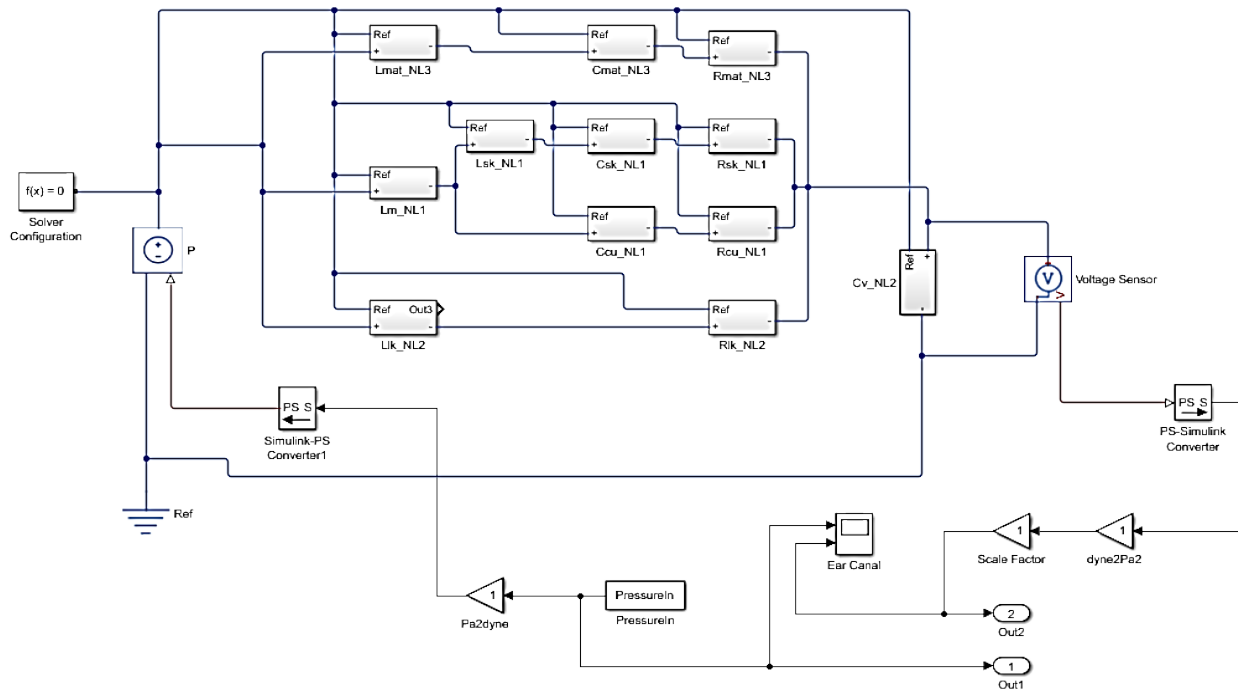 Ref
+ -
Lmat_NL3
Ref
+ -
Cmat_NL3
Ref
+ -
Rmat_NL3
Ref
+ -
Lsk_NL1
Ref
+ -
Csk_NL1
Ref
+ -
Rsk_NL1
f(x) = 0
Solver
Configuration
Ref
+ -
Lm_NL1
Ref
+ -
Ccu_NL1
Ref
+ -
Rcu_NL1
+
-
P
Ref +
-
Cv_NL2
V
V
Voltage Sensor
Ref Out3
+ -
Llk_NL2
Ref
+ -
Rlk_NL2
PS S
Simulink-PS
Converter1
PS S
PS-Simulink
Converter
Ref
Ear Canal
1
Scale Factor
1
dyne2Pa2
1
Pa2dyne
PressureIn
PressureIn
2
Out2
1
Out1